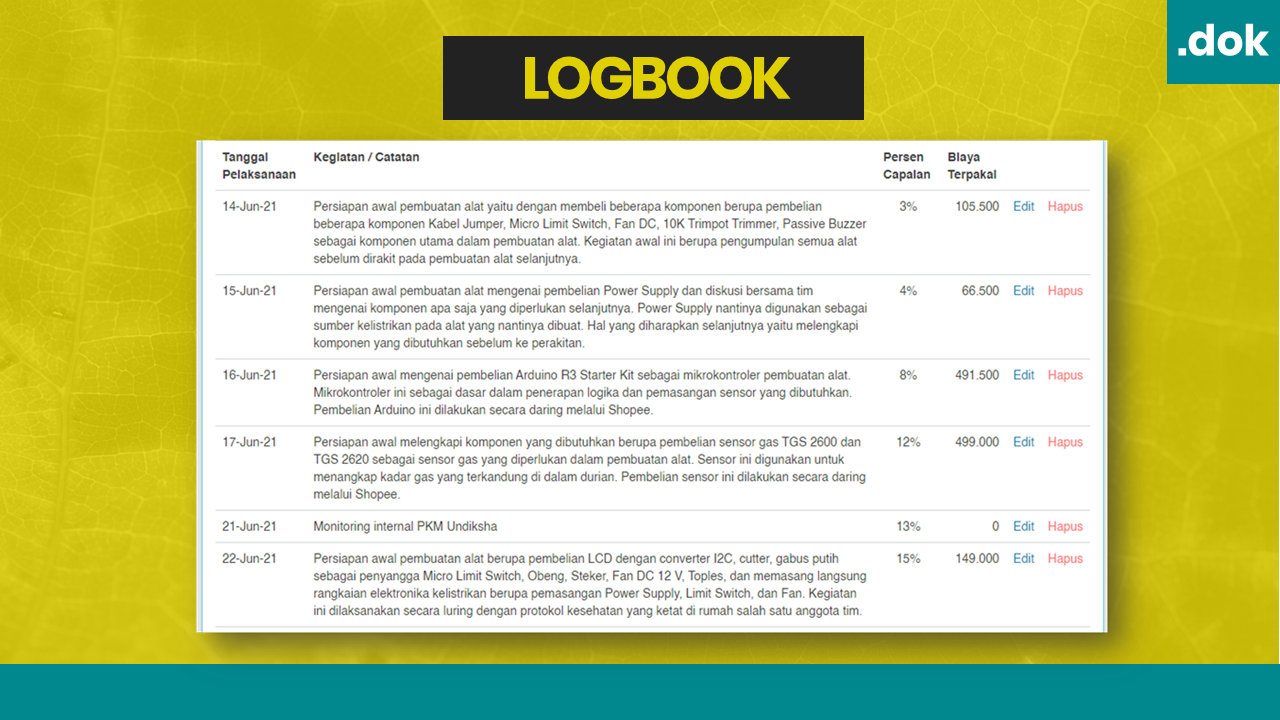 .dok
LOGBOOK
Tanggal Pelaksanaan Kegiatan / Catatan Persen Capaian Biaya Terpakai
14-Jun-21 Persiapan awal pembuatan alat yaitu dengan membeli beberapa komponen berupa pembelian 3% 105.500 Edit Hapus
beberapa komponen Kabel Jumper, Micro Limit Switch, Fan DC, 10K Trimpot Trimmer, Passive Buzzer
sebagai komponen utama dalam pembuatan alat. Kegiatan awal ini berupa pengumpulan semua alat
sebelum dirakit pada pembuatan alat selanjutnya.
15-Jun-21 Persiapan awal pembuatan alat mengenai pembelian Power Supply dan diskusi bersama tim 4% 66.500 Edit Hapus
mengenai komponen apa saja yang diperlukan selanjutnya. Power Supply nantinya digunakan sebagai
sumber kelistrikan pada alat yang nantinya dibuat. Hal yang diharapkan selanjutnya yaitu melengkapi
komponen yang dibutuhkan sebelum ke perakitan.
16-Jun-21 Persiapan awal mengenai pembelian Arduino R3 Starter Kit sebagai mikrokontroler pembuatan alat. 8% 491.500 Edit Hapus
Mikrokontroler ini sebagai dasar dalam penerapan logika dan pemasangan sensor yang dibutuhkan.
Pembelian Arduino ini dilakukan secara daring melalui Shopee.
17-Jun-21 Persiapan awal melengkapi komponen yang dibutuhkan berupa pembelian sensor gas TGS 2600 dan 12% 499.000 Edit Hapus
TGS 2620 sebagai sensor gas yang diperlukan dalam pembuatan alat. Sensor ini digunakan untuk
menangkap kadar gas yang terkandung di dalam durian. Pembelian sensor ini dilakukan secara daring
melalui Shopee.
21-Jun-21 Monitoring internal PKM Undiksha 13% 0 Edit Hapus
22-Jun-21 Persiapan awal pembuatan alat berupa pembelian LCD dengan converter I2C, cutter, gabus putih 15% 149.000 Edit Hapus
sebagai penyangga Micro Limit Switch, Obeng, Steker, Fan DC 12 V, Toples, dan memasang langsung
rangkaian elektronika kelistrikan berupa pemasangan Power Supply, Limit Switch, dan Fan. Kegiatan
ini dilaksanakan secara luring dengan protokol kesehatan yang ketat di rumah salah satu anggota tim.